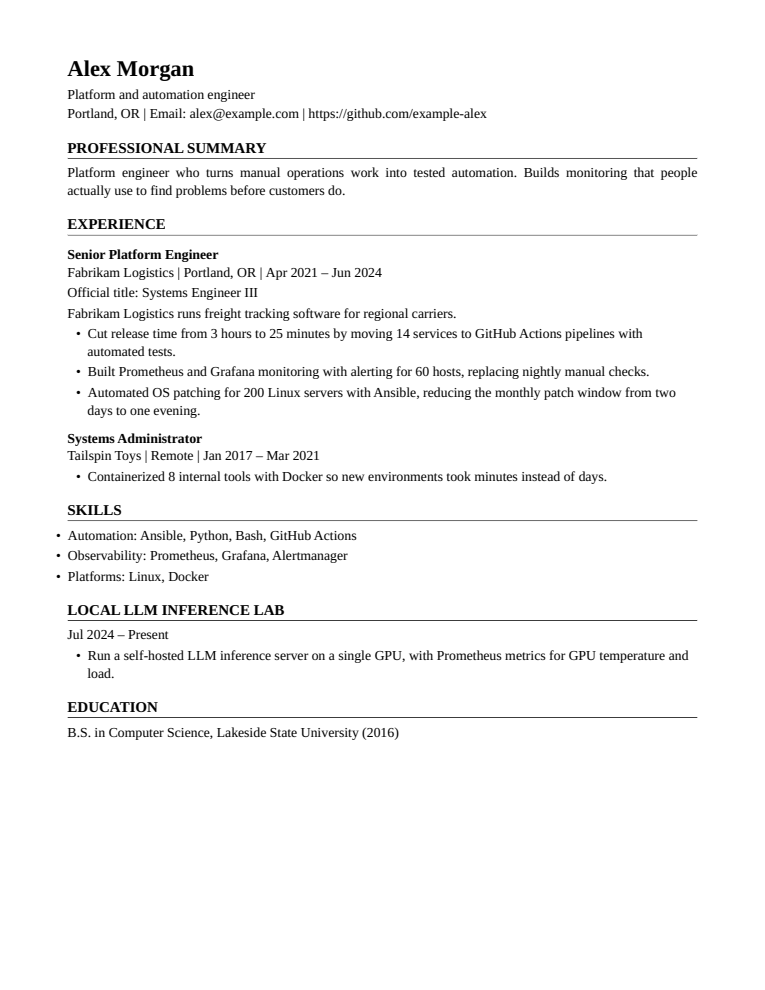 Alex Morgan
Platform and automation engineer
Portland, OR | Email: alex@example.com | https://github.com/example-alex
PROFESSIONAL SUMMARY
Platform engineer who turns manual operations work into tested automation. Builds monitoring that people
actually use to find problems before customers do.
EXPERIENCE
Senior Platform Engineer
Fabrikam Logistics | Portland, OR | Apr 2021 – Jun 2024
Official title: Systems Engineer III
Fabrikam Logistics runs freight tracking software for regional carriers.
• Cut release time from 3 hours to 25 minutes by moving 14 services to GitHub Actions pipelines with
automated tests.
• Built Prometheus and Grafana monitoring with alerting for 60 hosts, replacing nightly manual checks.
• Automated OS patching for 200 Linux servers with Ansible, reducing the monthly patch window from two
days to one evening.
Systems Administrator
Tailspin Toys | Remote | Jan 2017 – Mar 2021
• Containerized 8 internal tools with Docker so new environments took minutes instead of days.
SKILLS
• Automation: Ansible, Python, Bash, GitHub Actions
• Observability: Prometheus, Grafana, Alertmanager
• Platforms: Linux, Docker
LOCAL LLM INFERENCE LAB
Jul 2024 – Present
• Run a self-hosted LLM inference server on a single GPU, with Prometheus metrics for GPU temperature and
load.
EDUCATION
B.S. in Computer Science, Lakeside State University (2016)